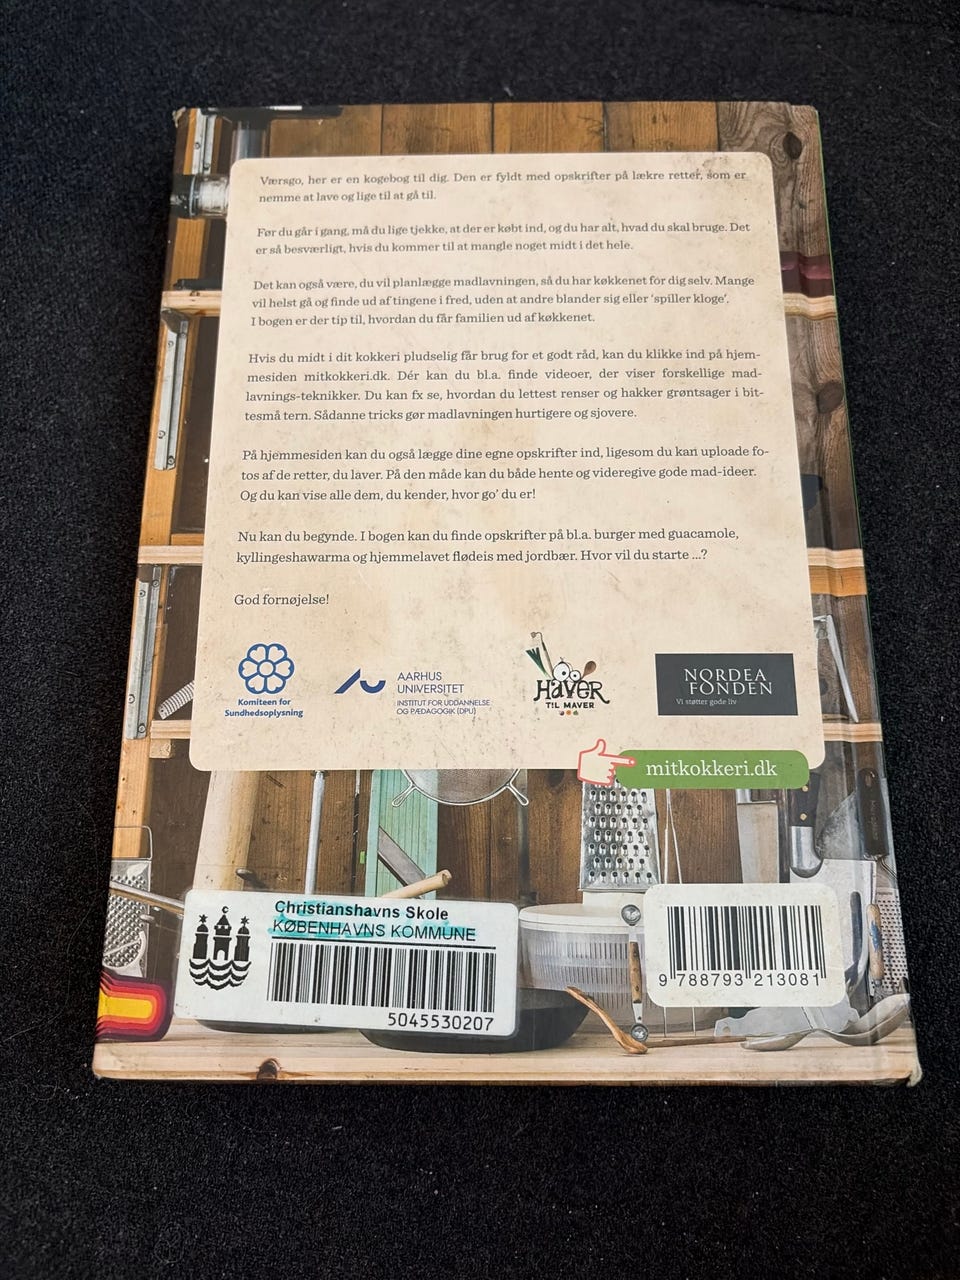 Værsgo, her er en kogebog til dig. Den er fyldt med opskrifter på lækre retter, som er
nemme at lave og lige til at gå til.
Før du går i gang, må du lige tjekke, at der er købt ind, og du har alt, hvad du skal bruge. Det
er så besværligt, hvis du kommer til at mangle noget midt i det hele.
Det kan også være, du vil planlægge madlavningen, så du har køkkenet for dig selv. Mange
vil helst gå og finde ud af tingene i fred, uden at andre blander sig eller ‘spiller kloge’.
I bogen er der tip til, hvordan du får familien ud af køkkenet.
Hvis du midt i dit kokkeri pludselig får brug for et godt råd, kan du klikke ind på hjem-
mesiden mitkokkeri.dk. Dér kan du bl.a. finde videoer, der viser forskellige mad-
lavnings-teknikker. Du kan fx se, hvordan du lettest renser og hakker grøntsager i bit-
tesmå tern. Sådanne tricks gør madlavningen hurtigere og sjovere.
På hjemmesiden kan du også lægge dine egne opskrifter ind, ligesom du kan uploade fo-
tos af de retter, du laver. På den måde kan du både hente og videregive gode mad-ideer.
Og du kan vise alle dem, du kender, hvor go’ du er!
Nu kan du begynde. I bogen kan du finde opskrifter på bl.a. burger med guacamole,
kyllingeshawarma og hjemmelavet flødeis med jordbær. Hvor vil du starte ...?
God fornøjelse!
Komiteen for
Sundhedsoplysning
AARHUS
UNIVERSITET
INSTITUT FOR UDDANNELSE
OG PÆDAGOGIK (DPU)
HAVER
TIL MAVER
NORDEA
FONDEN
Vi støtter gode liv
mitkokkeri.dk
Christianshavns Skole
KØBENHAVNS KOMMUNE
5045530207
9 788793 213081